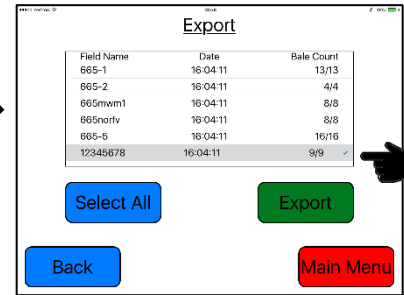 Export
Field Name Date Bale Count
665-1 16:04:11 13/13
665-2 16:04:11 4/4
665mwm1 16:04:11 8/8
665norfv 16:04:11 8/8
665-5 16:04:11 16/16
12345678 16:04:11 9/9
Select All Export
Back Main Menu